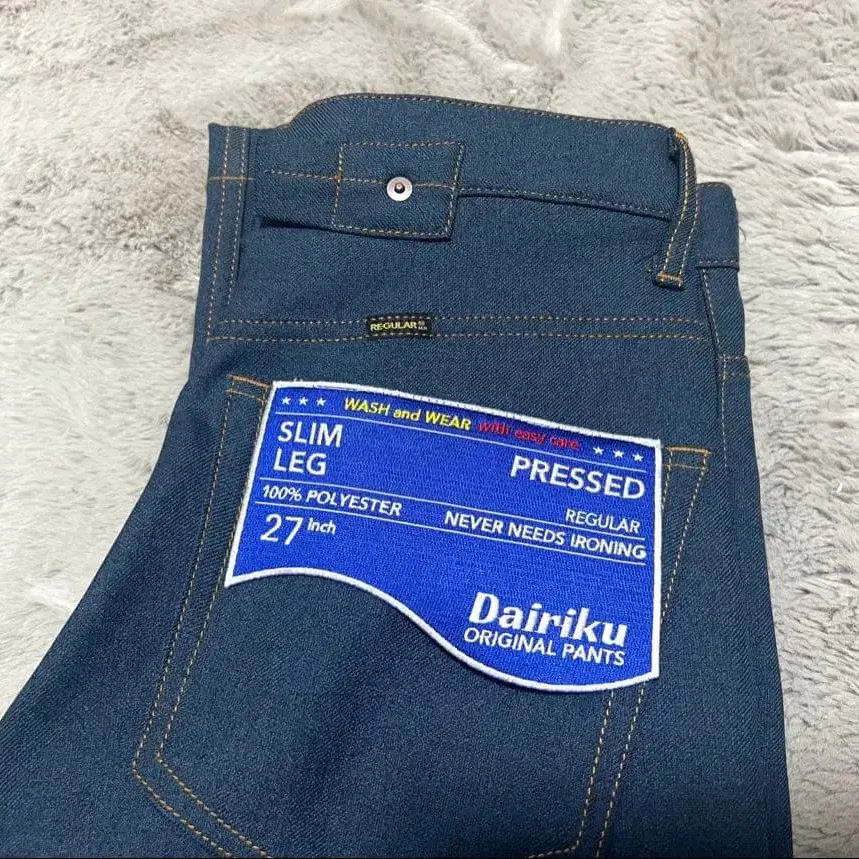 REGULAR
★ ★ ★ WASH and WEAR with easy care ★ ★ ★
SLIM
LEG
PRESSED
100% POLYESTER
REGULAR
27 Inch
NEVER NEEDS IRONING
Dairiku
ORIGINAL PANTS